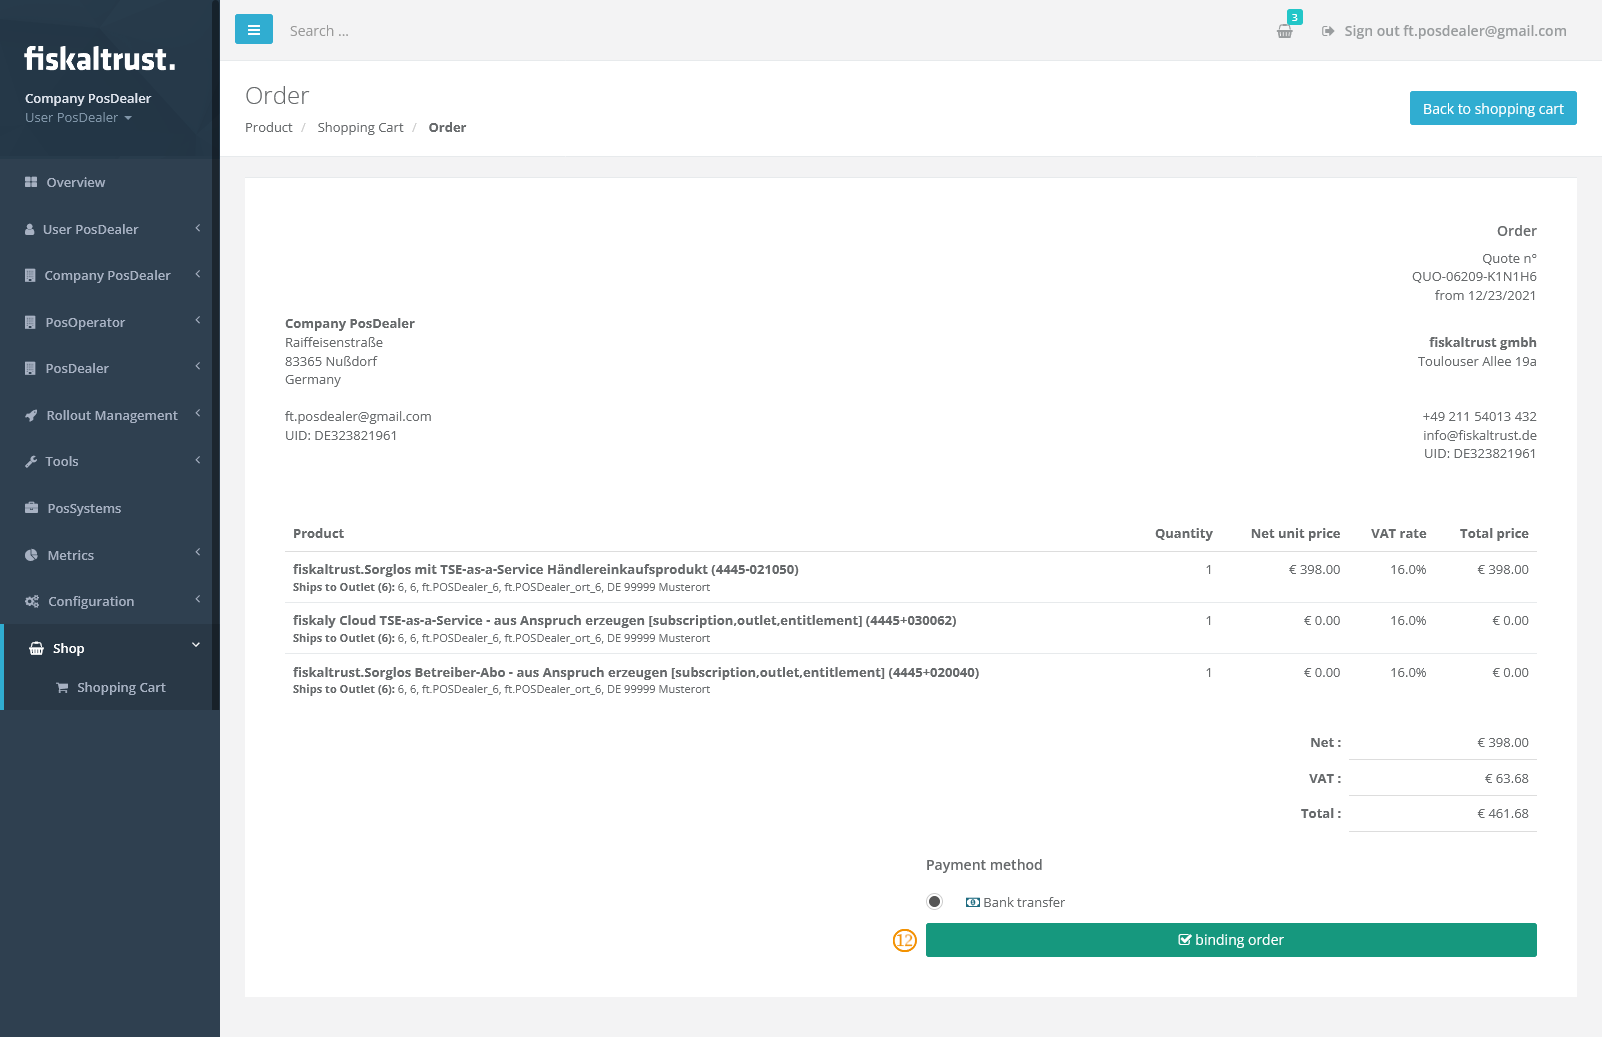 fiskaltrust.
Company PosDealer
User PosDealer
Overview
User PosDealer
Company PosDealer
PosOperator
PosDealer
Rollout Management
Tools
PosSystems
Metrics
Configuration
Shop
Shopping Cart
Search ...
3
Sign out ft.posdealer@gmail.com
Order
Product / Shopping Cart / Order
Back to shopping cart
Order
Quote n°
QUO-06209-K1N1H6
from 12/23/2021
Company PosDealer
Raiffeisenstraße
83365 Nußdorf
Germany
ft.posdealer@gmail.com
UID: DE323821961
fiskaltrust gmbh
Toulouser Allee 19a
+49 211 54013 432
info@fiskaltrust.de
UID: DE323821961
Product Quantity Net unit price VAT rate Total price
fiskaltrust.Sorglos mit TSE-as-a-Service Händlereinkaufsprodukt (4445-021050) 1 € 398.00 16.0% € 398.00
Ships to Outlet (6): 6, 6, ft.POSDealer_6, ft.POSDealer_ort_6, DE 99999 Musterort
fiskaly Cloud TSE-as-a-Service - aus Anspruch erzeugen [subscription,outlet,entitlement] (4445+030062) 1 € 0.00 16.0% € 0.00
Ships to Outlet (6): 6, 6, ft.POSDealer_6, ft.POSDealer_ort_6, DE 99999 Musterort
fiskaltrust.Sorglos Betreiber-Abo - aus Anspruch erzeugen [subscription,outlet,entitlement] (4445+020040) 1 € 0.00 16.0% € 0.00
Ships to Outlet (6): 6, 6, ft.POSDealer_6, ft.POSDealer_ort_6, DE 99999 Musterort
Net : € 398.00
VAT : € 63.68
Total : € 461.68
Payment method
Bank transfer
12 binding order